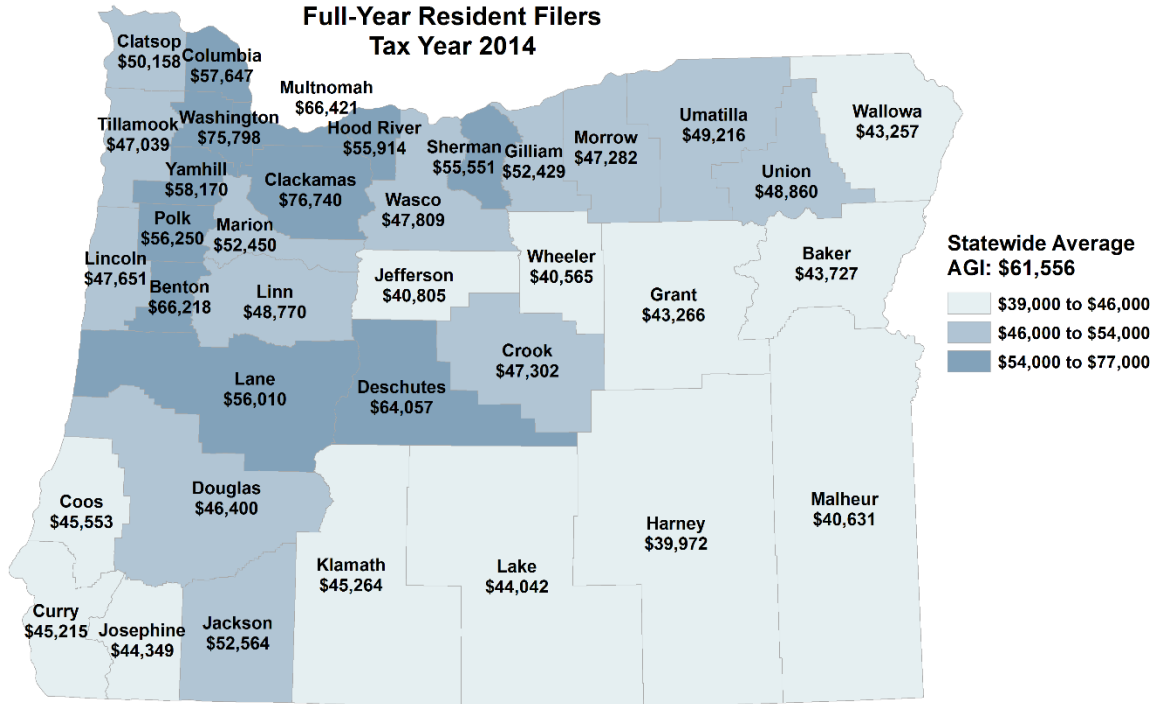 Full-Year Resident Filers
Tax Year 2014
Clatsop
$50,158
Columbia
$57,647
Multnomah
$66,421
Tillamook
$47,039
Washington
$75,798
Hood River
$55,914
Sherman
$55,551
Gilliam
$52,429
Morrow
$47,282
Umatilla
$49,216
Wallowa
$43,257
Union
$48,860
Yamhill
$58,170
Clackamas
$76,740
Wasco
$47,809
Polk
$56,250
Marion
$52,450
Lincoln
$47,651
Benton
$66,218
Linn
$48,770
Jefferson
$40,805
Wheeler
$40,565
Grant
$43,266
Baker
$43,727
Statewide Average
AGI: $61,556
$39,000 to $46,000
$46,000 to $54,000
$54,000 to $77,000
Lane
$56,010
Deschutes
$64,057
Crook
$47,302
Coos
$45,553
Douglas
$46,400
Klamath
$45,264
Lake
$44,042
Harney
$39,972
Malheur
$40,631
Curry
$45,215
Josephine
$44,349
Jackson
$52,564